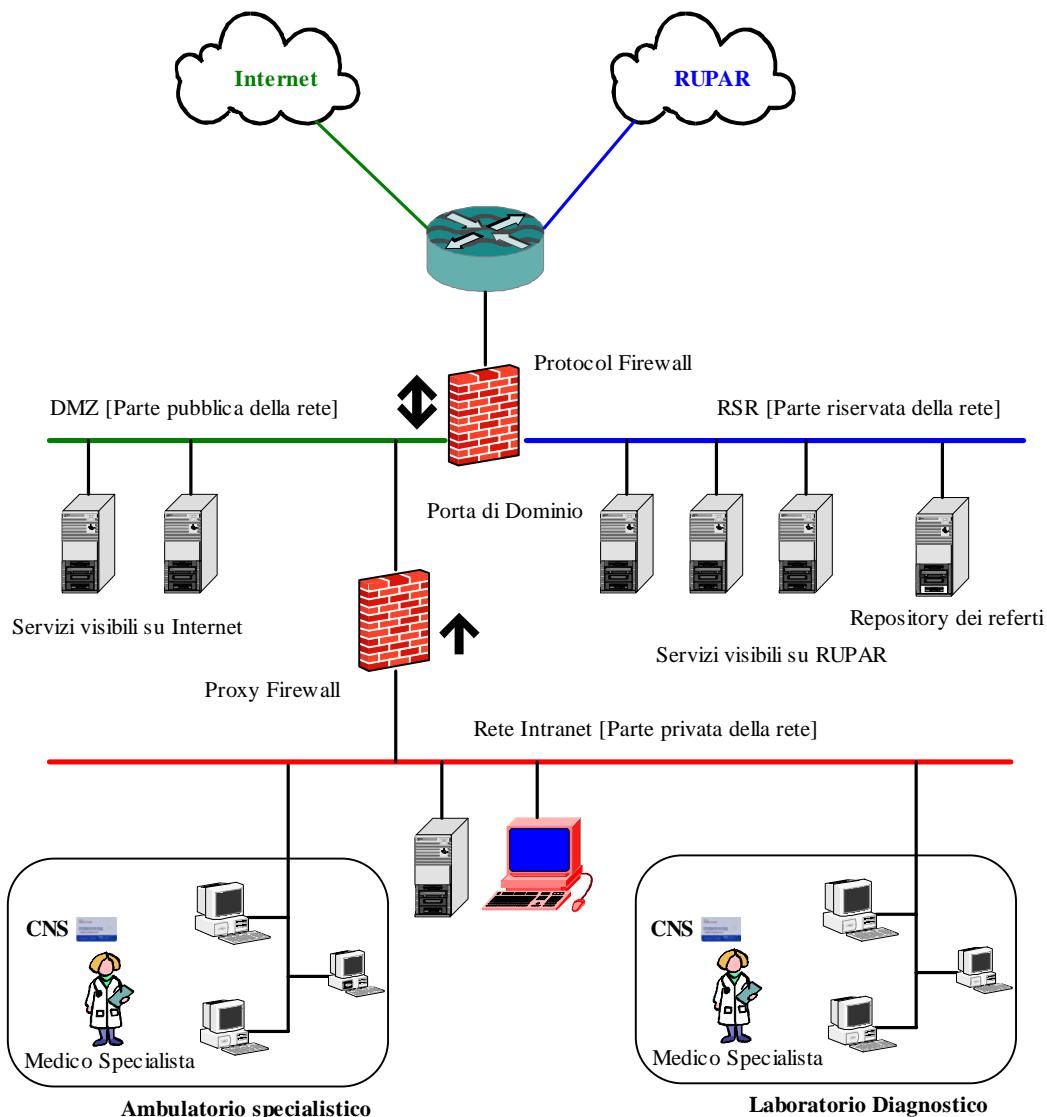 Internet
RUPAR
Protocol Firewall
DMZ [Parte pubblica della rete]
RSR [Parte riservata della rete]
Porta di Dominio
Servizi visibili su Internet
Repository dei referti
Servizi visibili su RUPAR
Proxy Firewall
Rete Intranet [Parte privata della rete]
CNS
CNS
Medico Specialista
Medico Specialista
Ambulatorio specialistico
Laboratorio Diagnostico